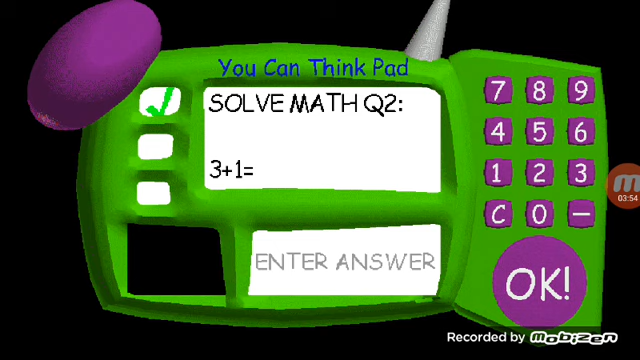 You Can Think Pad
SOLVE MATH Q2:
3+1=
ENTER ANSWER
7 8 9
4 5 6
1 2 3
C 0 −
OK!
03:54
Recorded by Mobizen